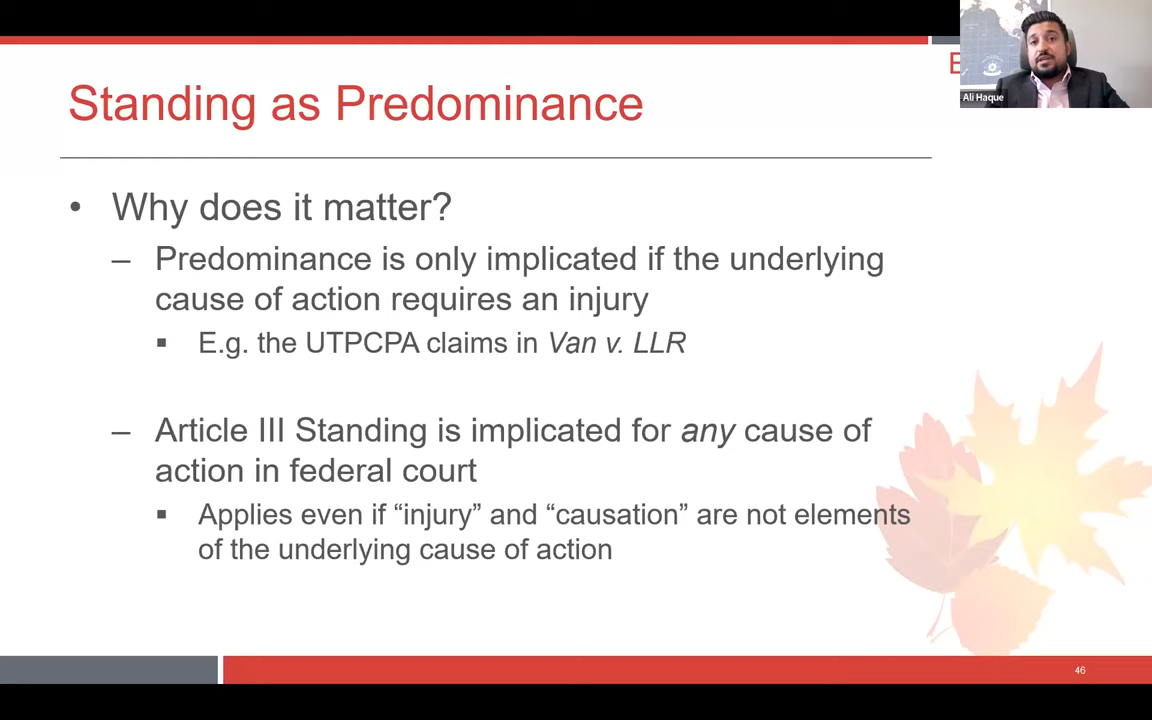 Standing as Predominance
E
Ali Haque
• Why does it matter?
– Predominance is only implicated if the underlying
cause of action requires an injury
▪ E.g. the UTPCPA claims in Van v. LLR
– Article III Standing is implicated for any cause of
action in federal court
▪ Applies even if “injury” and “causation” are not elements
of the underlying cause of action
46